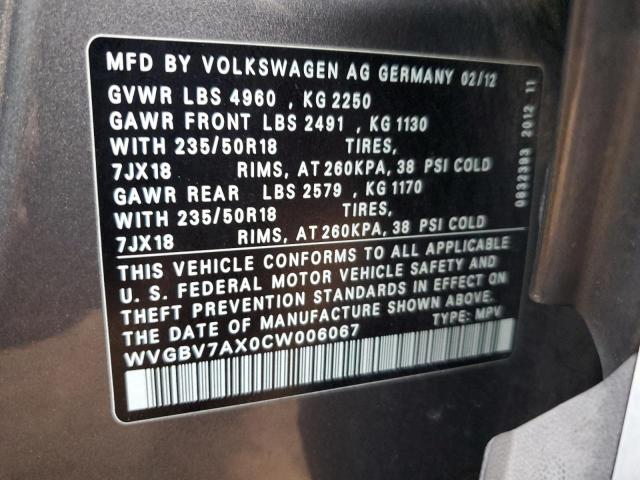 MFD BY VOLKSWAGEN AG GERMANY 02/12
GVWR LBS 4960 , KG 2250
GAWR FRONT LBS 2491 , KG 1130
WITH 235/50R18 TIRES,
7JX18 RIMS, AT 260KPA, 38 PSI COLD
GAWR REAR LBS 2579 , KG 1170
WITH 235/50R18 TIRES,
7JX18 RIMS, AT 260KPA, 38 PSI COLD
THIS VEHICLE CONFORMS TO ALL APPLICABLE
U. S. FEDERAL MOTOR VEHICLE SAFETY AND
THEFT PREVENTION STANDARDS IN EFFECT ON
THE DATE OF MANUFACTURE SHOWN ABOVE.
WVGBV7AX0CW006067 TYPE: MPV
0832393 2012 11